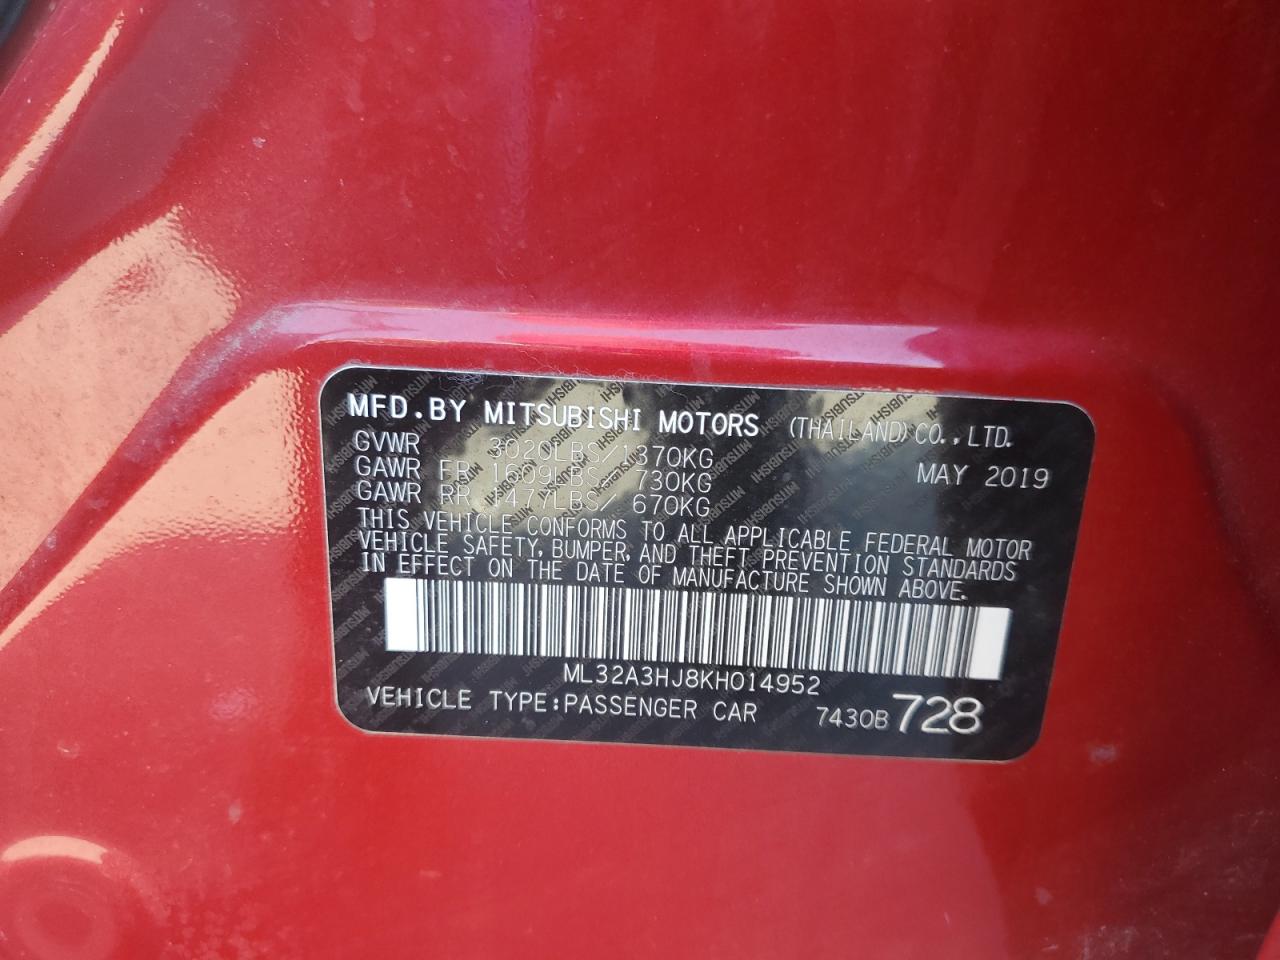 MFD.BY MITSUBISHI MOTORS (THAILAND) CO.,LTD.
GVWR 3020LBS/1370KG MAY 2019
GAWR FR 1609LBS/ 730KG
GAWR RR 1477LBS/ 670KG
THIS VEHICLE CONFORMS TO ALL APPLICABLE FEDERAL MOTOR
VEHICLE SAFETY, BUMPER, AND THEFT PREVENTION STANDARDS
IN EFFECT ON THE DATE OF MANUFACTURE SHOWN ABOVE.
ML32A3HJ8KH014952
VEHICLE TYPE:PASSENGER CAR 7430B 728